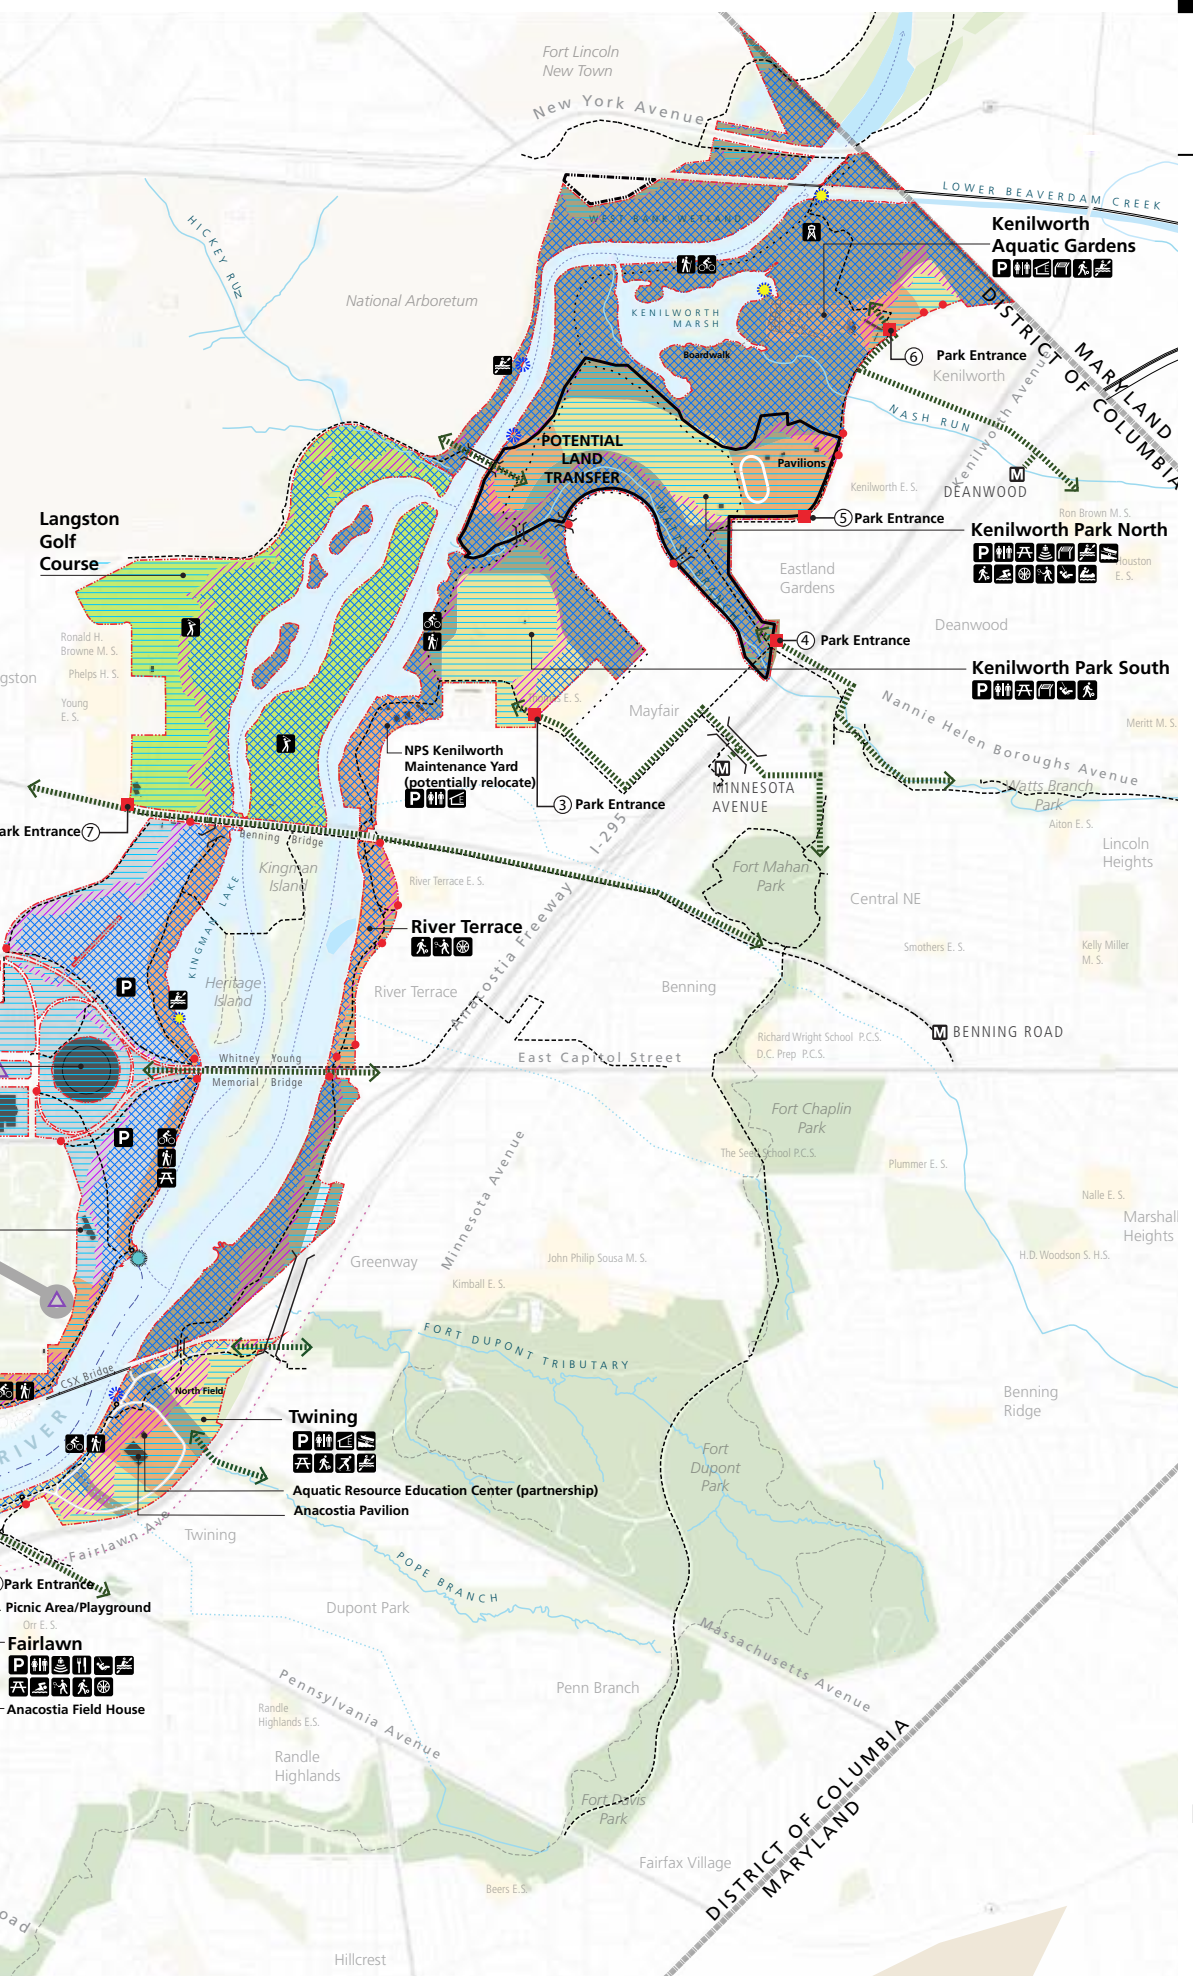 Fort Lincoln
New Town
New York Avenue
LOWER BEAVERDAM CREEK
HICKEY RUN
WEST BANK WETLAND
Kenilworth
Aquatic Gardens
P
National Arboretum
KENILWORTH
MARSH
Boardwalk
DISTRICT OF COLUMBIA
MARYLAND
6 Park Entrance
Kenilworth
Kenilworth Avenue
NASH RUN
POTENTIAL
LAND
TRANSFER
Pavilions
M
DEANWOOD
Kenilworth E. S.
Ron Brown M. S.
5 Park Entrance
Langston
Golf
Course
Kenilworth Park North
P
Houston
E. S.
Eastland
Gardens
Deanwood
Ronald H.
Browne M. S.
Phelps H. S.
gston
Young
E. S.
4 Park Entrance
Kenilworth Park South
P
Mayfair
Nannie Helen Boroughs Avenue
Meritt M. S.
NPS Kenilworth
Maintenance Yard
(potentially relocate)
P
M
MINNESOTA
AVENUE
3 Park Entrance
Watts Branch
Park
Aiton E. S.
I-295
ark Entrance 7
Benning Bridge
Lincoln
Heights
Kingman
Island
Fort Mahan
Park
River Terrace E. S.
Central NE
KINGMAN LAKE
River Terrace
Anacostia Freeway
Smothers E. S.
Kelly Miller
M. S.
P
Heritage
Island
River Terrace
Benning
M BENNING ROAD
Richard Wright School P.C.S.
D.C. Prep P.C.S.
Whitney Young
Memorial Bridge
East Capitol Street
Fort Chaplin
Park
P
The Seed School P.C.S.
Plummer E. S.
Minnesota Avenue
Nalle E. S.
Marshall
Heights
Greenway
John Philip Sousa M. S.
H.D. Woodson S. H.S.
Kimball E. S.
FORT DUPONT TRIBUTARY
CSX Bridge
North Field
RIVER
Benning
Ridge
Twining
P
Fort
Dupont
Park
Aquatic Resource Education Center (partnership)
Anacostia Pavilion
Twining
Fairlawn Ave
POPE BRANCH
Park Entrance
Picnic Area/Playground
Orr E. S.
Dupont Park
Massachusetts Avenue
Fairlawn
P
Anacostia Field House
Pennsylvania Avenue
Penn Branch
Randle
Highlands E.S.
Randle
Highlands
Fort Davis
Park
DISTRICT OF COLUMBIA
MARYLAND
Fairfax Village
Beers E.S.
oad
Hillcrest